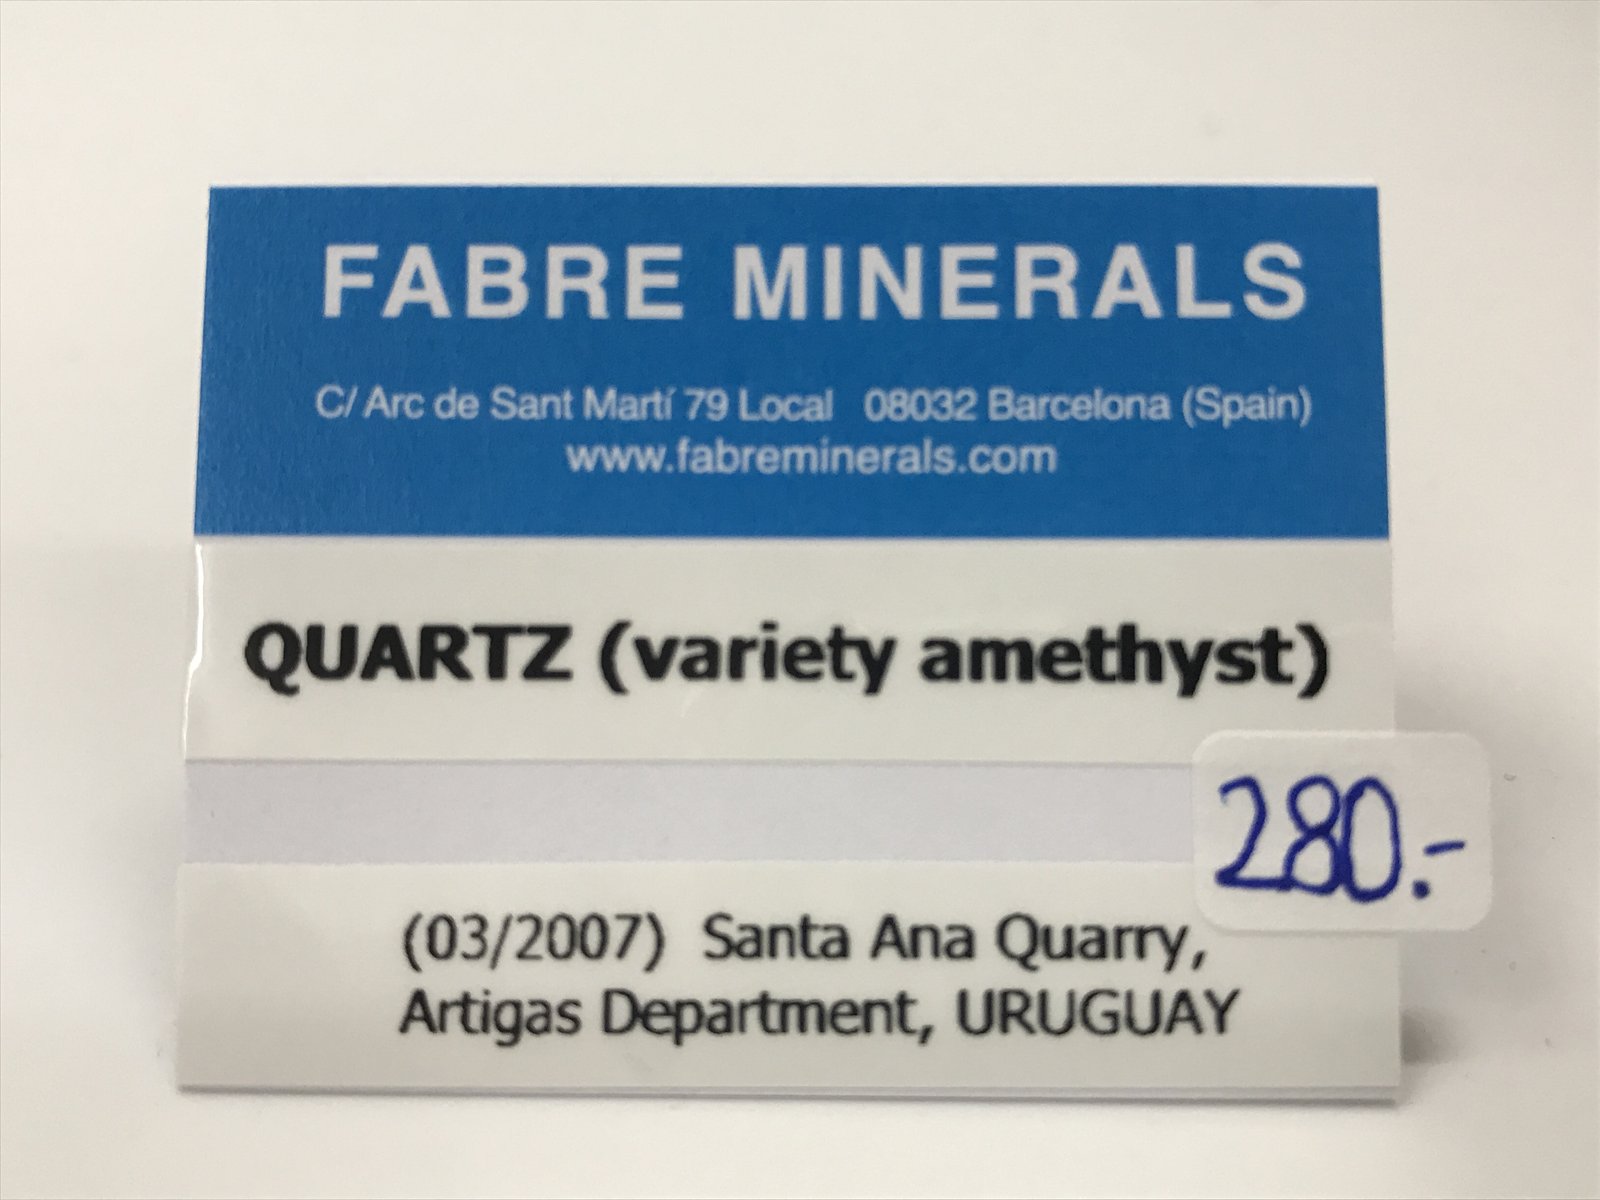 FABRE MINERALS
C/ Arc de Sant Martí 79 Local 08032 Barcelona (Spain)
www.fabreminerals.com
QUARTZ (variety amethyst)
280.-
(03/2007) Santa Ana Quarry,
Artigas Department, URUGUAY